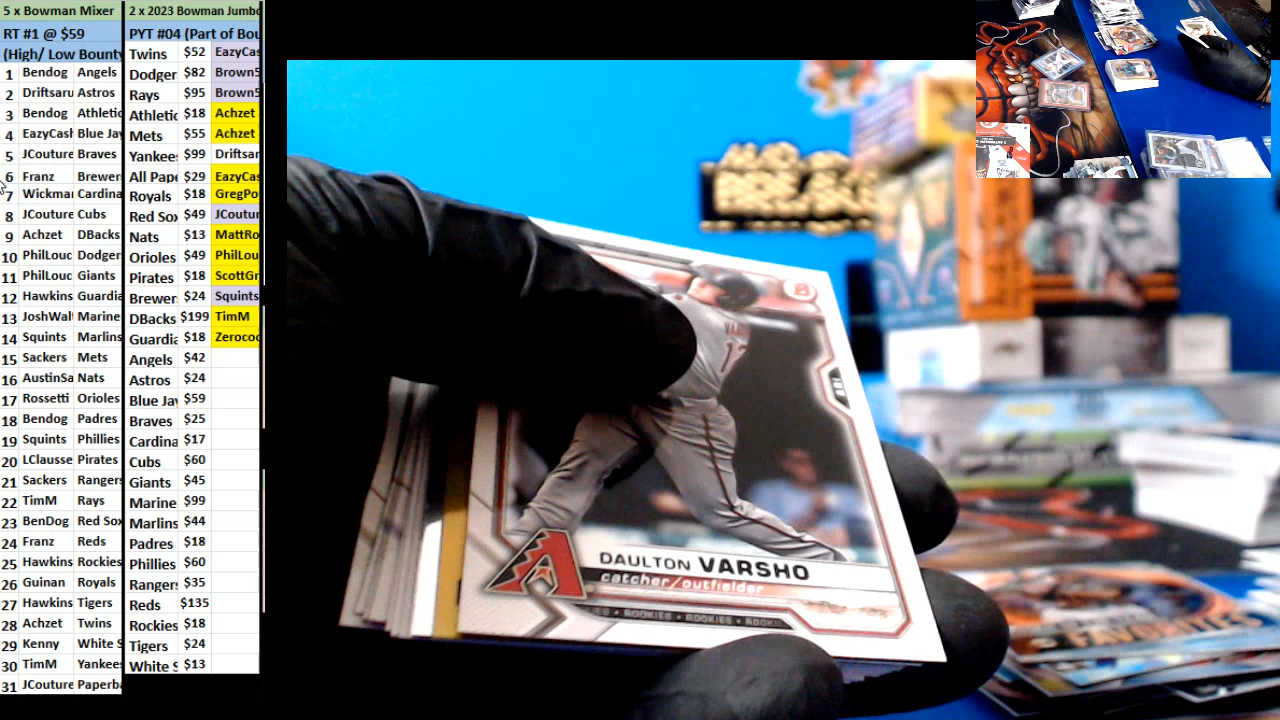 5 x Bowman Mixer
RT #1 @ $59
(High/ Low Bounty
1 Bendog Angels
2 Driftsaru Astros
3 Bendog Athletic
4 EazyCash Blue Jay
5 JCouture Braves
6 Franz Brewers
7 Wickman Cardina
8 JCouture Cubs
9 Achzet DBacks
10 PhilLouc Dodger
11 PhilLouc Giants
12 Hawkins Guardia
13 JoshWalt Marine
14 Squints Marlins
15 Sackers Mets
16 AustinSa Nats
17 Rossetti Orioles
18 Bendog Padres
19 Squints Phillies
20 LClausse Pirates
21 Sackers Rangers
22 TimM Rays
23 BenDog Red Sox
24 Franz Reds
25 Hawkins Rockies
26 Guinan Royals
27 Hawkins Tigers
28 Achzet Twins
29 Kenny White S
30 TimM Yankee
31 JCouture Paperb
2 x 2023 Bowman Jumbo
PYT #04 (Part of Bou
Twins $52 EazyCas
Dodger $82 Brown5
Rays $95 Brown5
Athletic $18 Achzet
Mets $55 Achzet
Yankee $99 Driftsar
All Pape $29 EazyCas
Royals $18 GregPo
Red Sox $49 JCoutur
Nats $13 MattRo
Orioles $49 PhilLou
Pirates $18 ScottGr
Brewer $24 Squints
DBacks $199 TimM
Guardia $18 Zerocoo
Angels $42
Astros $24
Blue Jay $59
Braves $25
Cardina $17
Cubs $60
Giants $45
Marine $99
Marlins $44
Padres $18
Phillies $60
Rangers $35
Reds $135
Rockies $18
Tigers $24
White S $13
B
DAULTON VARSHO
catcher/outfielder
ROOKIES • ROOKIES • ROOKI